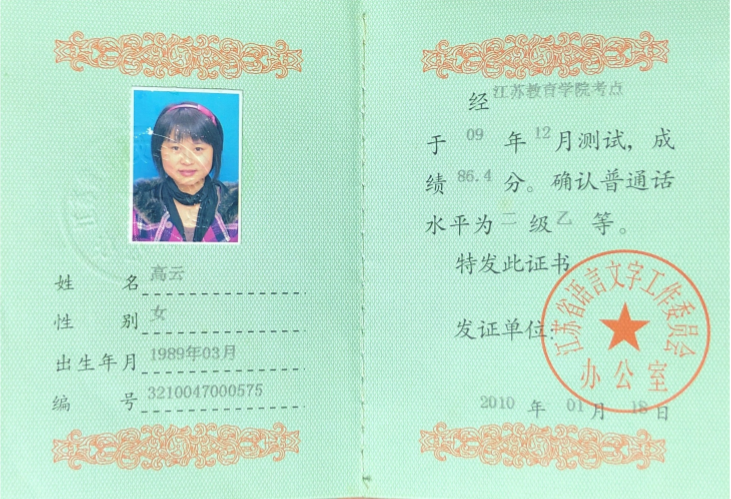 姓 名 高云
性 别 女
出生年月 1989年03月
编 号 3210047000575
经 江苏教育学院考点
于 09 年 12 月测试，成
绩 86.4 分。确认普通话
水平为 二 级 乙 等。
特发此证书
发证单位：
江苏省语言文字工作委员会
办公室
2010 年 01 月 18 日